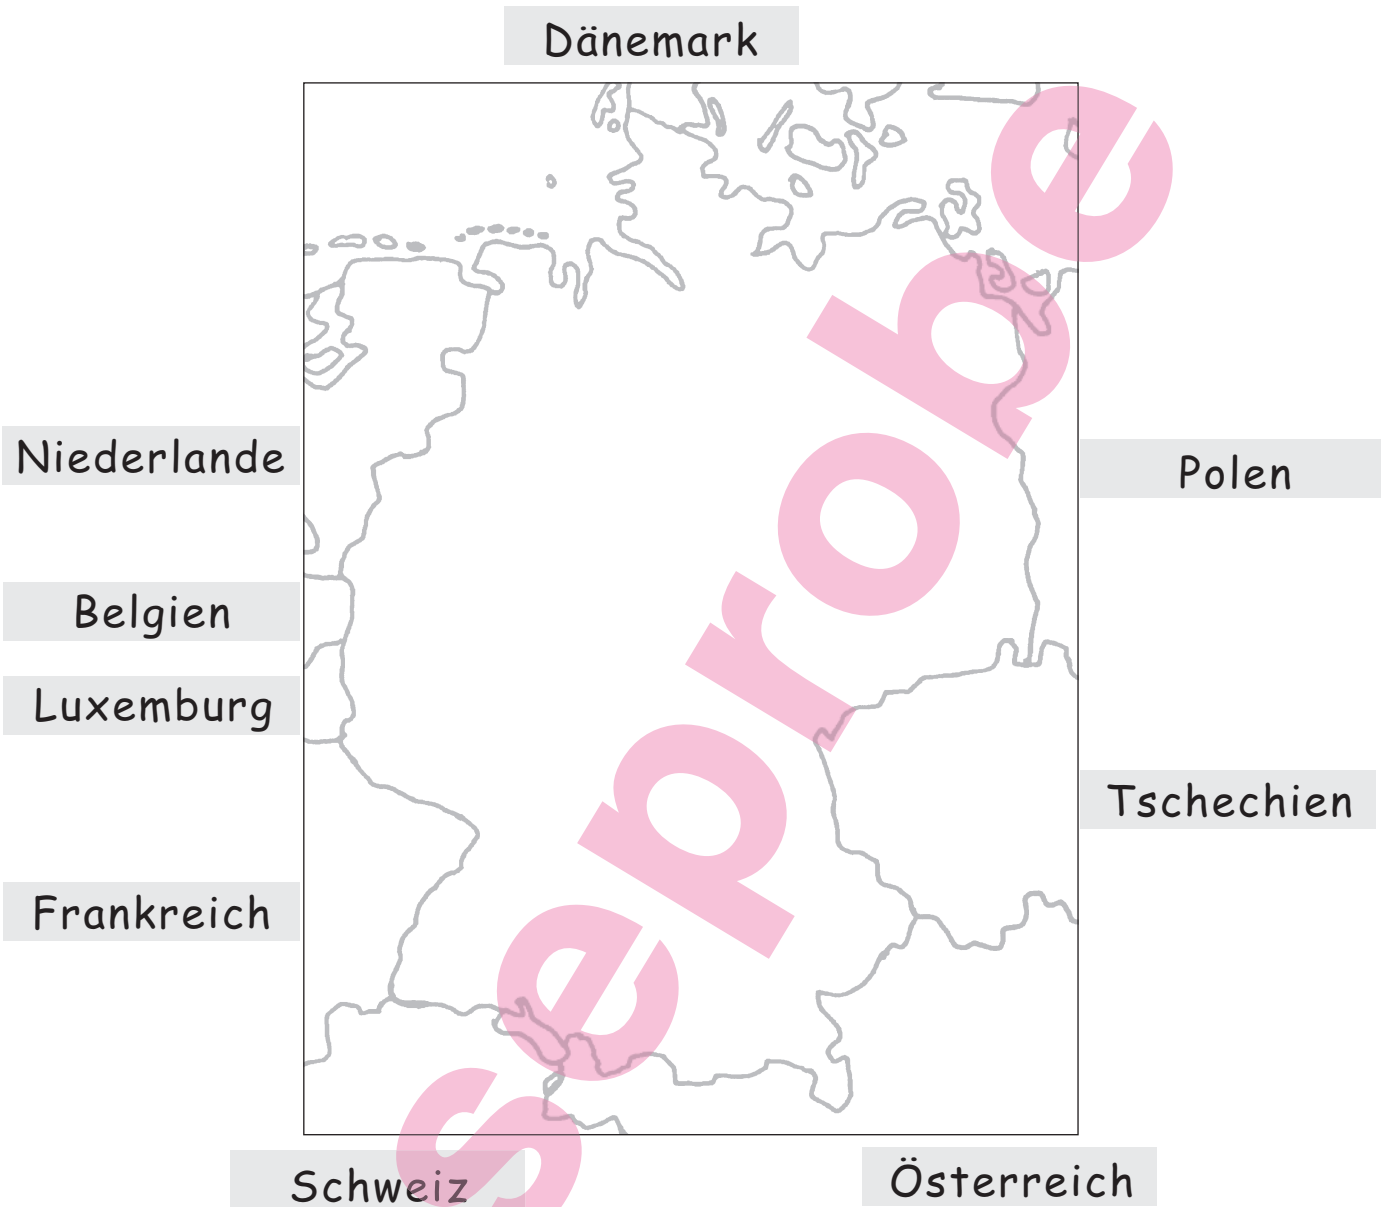 Dänemark
Niederlande
Polen
Belgien
Luxemburg
Tschechien
Frankreich
Schweiz
Österreich
seprobe